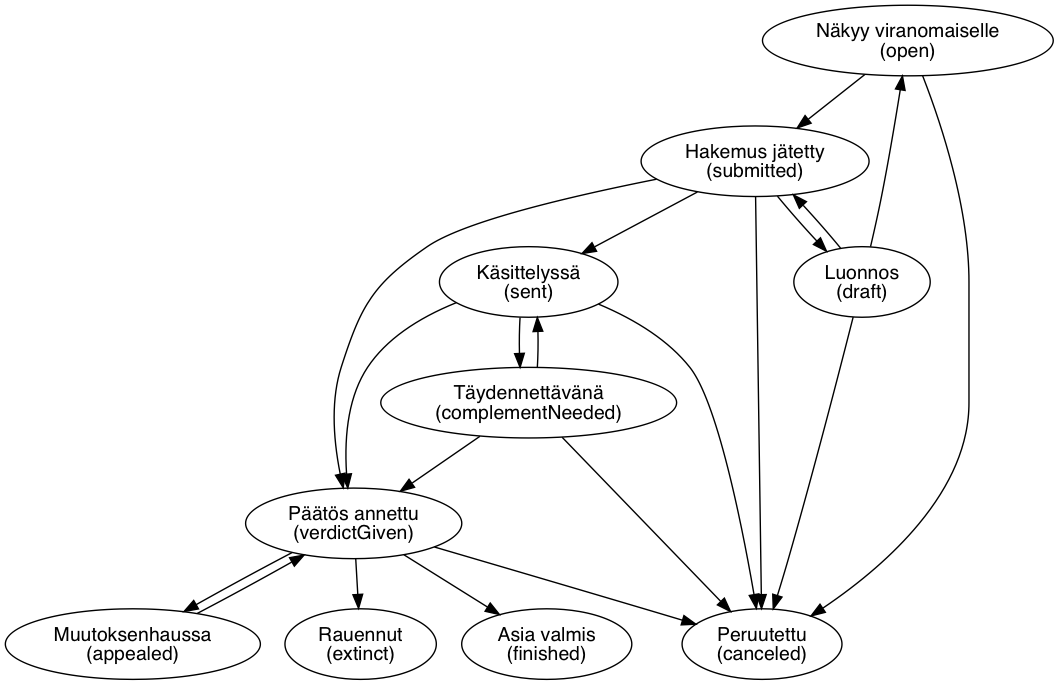 Näkyy viranomaiselle
(open)
Hakemus jätetty
(submitted)
Käsittelyssä
(sent)
Luonnos
(draft)
Täydennettävänä
(complementNeeded)
Päätös annettu
(verdictGiven)
Muutoksenhaussa
(appealed)
Rauennut
(extinct)
Asia valmis
(finished)
Peruutettu
(canceled)